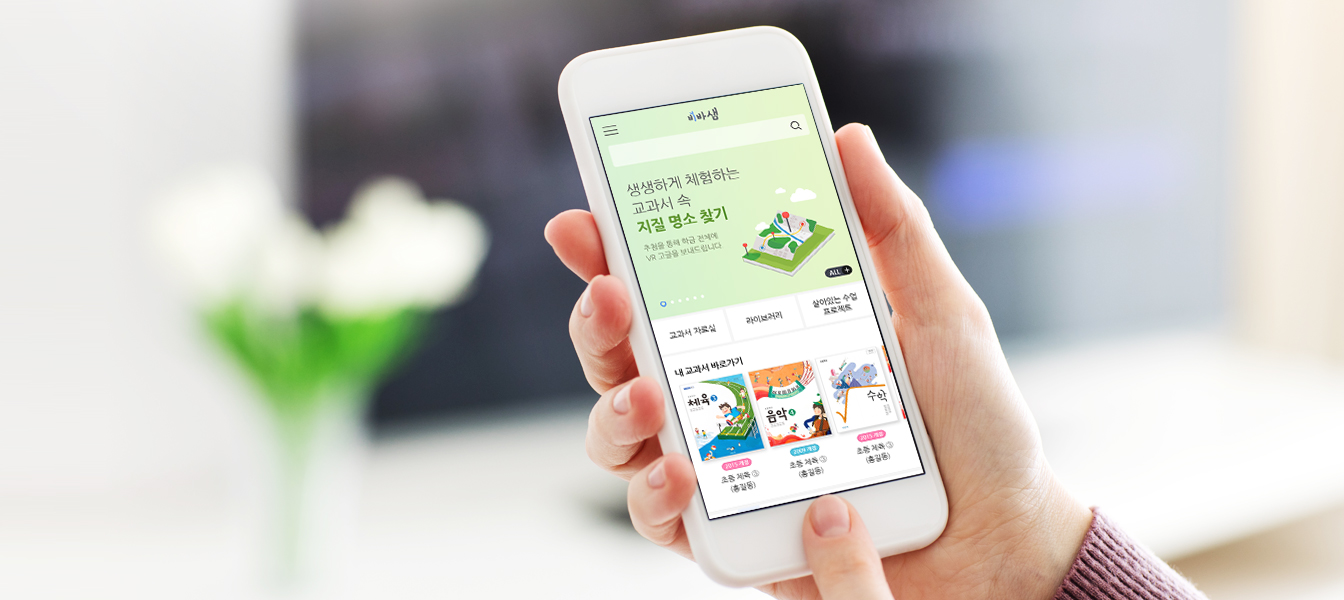 비바샘
생생하게 체험하는
교과서 속
지질 명소 찾기
추첨을 통해 학급 전체에
VR 고글을 보내드립니다.
ALL +
교과서 자료실
라이브러리
살아있는 수업
프로젝트
내 교과서 바로가기
체육 3
음악 4
수학
2015 개정
2009 개정
2015 개정
초등 체육 ③
(홍길동)
초등 체육 ③
(홍길동)
초등 체육 ③
(홍길동)